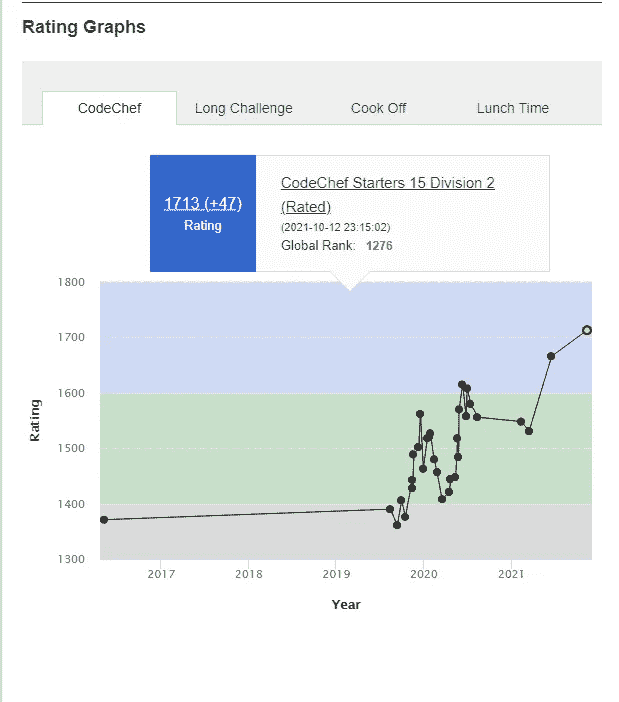 Rating Graphs
CodeChef Long Challenge Cook Off Lunch Time
1713 (+47)
Rating
CodeChef Starters 15 Division 2
(Rated)
(2021-10-12 23:15:02)
Global Rank: 1276
1800
1700
1600
1500
1400
1300
Rating
2017 2018 2019 2020 2021
Year